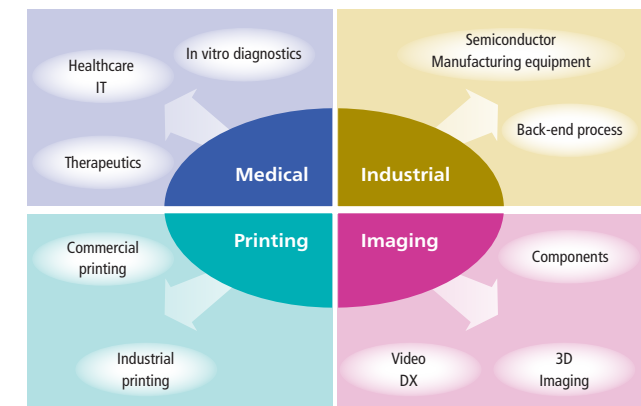 In vitro diagnostics
Healthcare
IT
Therapeutics
Medical
Semiconductor
Manufacturing equipment
Back-end process
Industrial
Commercial
printing
Industrial
printing
Printing
Imaging
Components
Video
DX
3D
Imaging